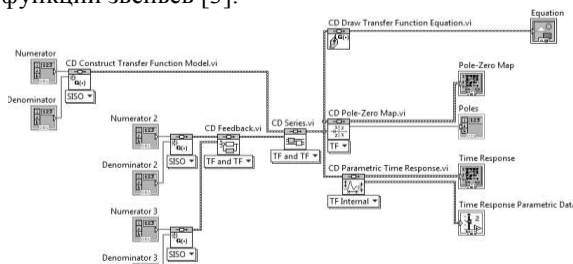 функции звеньев [5].
Equation
CD Draw Transfer Function Equation.vi
Numerator
CD Construct Transfer Function Model.vi
Pole-Zero Map
SISO
Denominator
Numerator 2
CD Feedback.vi
CD Series.vi
CD Pole-Zero Map.vi
Poles
SISO
TF and TF
TF and TF
TF
Denominator 2
Time Response
CD Parametric Time Response.vi
Numerator 3
TF Internal
Time Response Parametric Data
SISO
Denominator 3